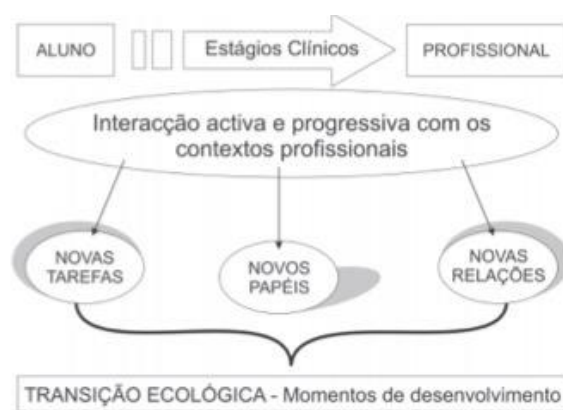 ALUNO
Estágios Clínicos
PROFISSIONAL
Interacção activa e progressiva com os
contextos profissionais
NOVAS
TAREFAS
NOVOS
PAPÉIS
NOVAS
RELAÇÕES
TRANSIÇÃO ECOLÓGICA - Momentos de desenvolvimento